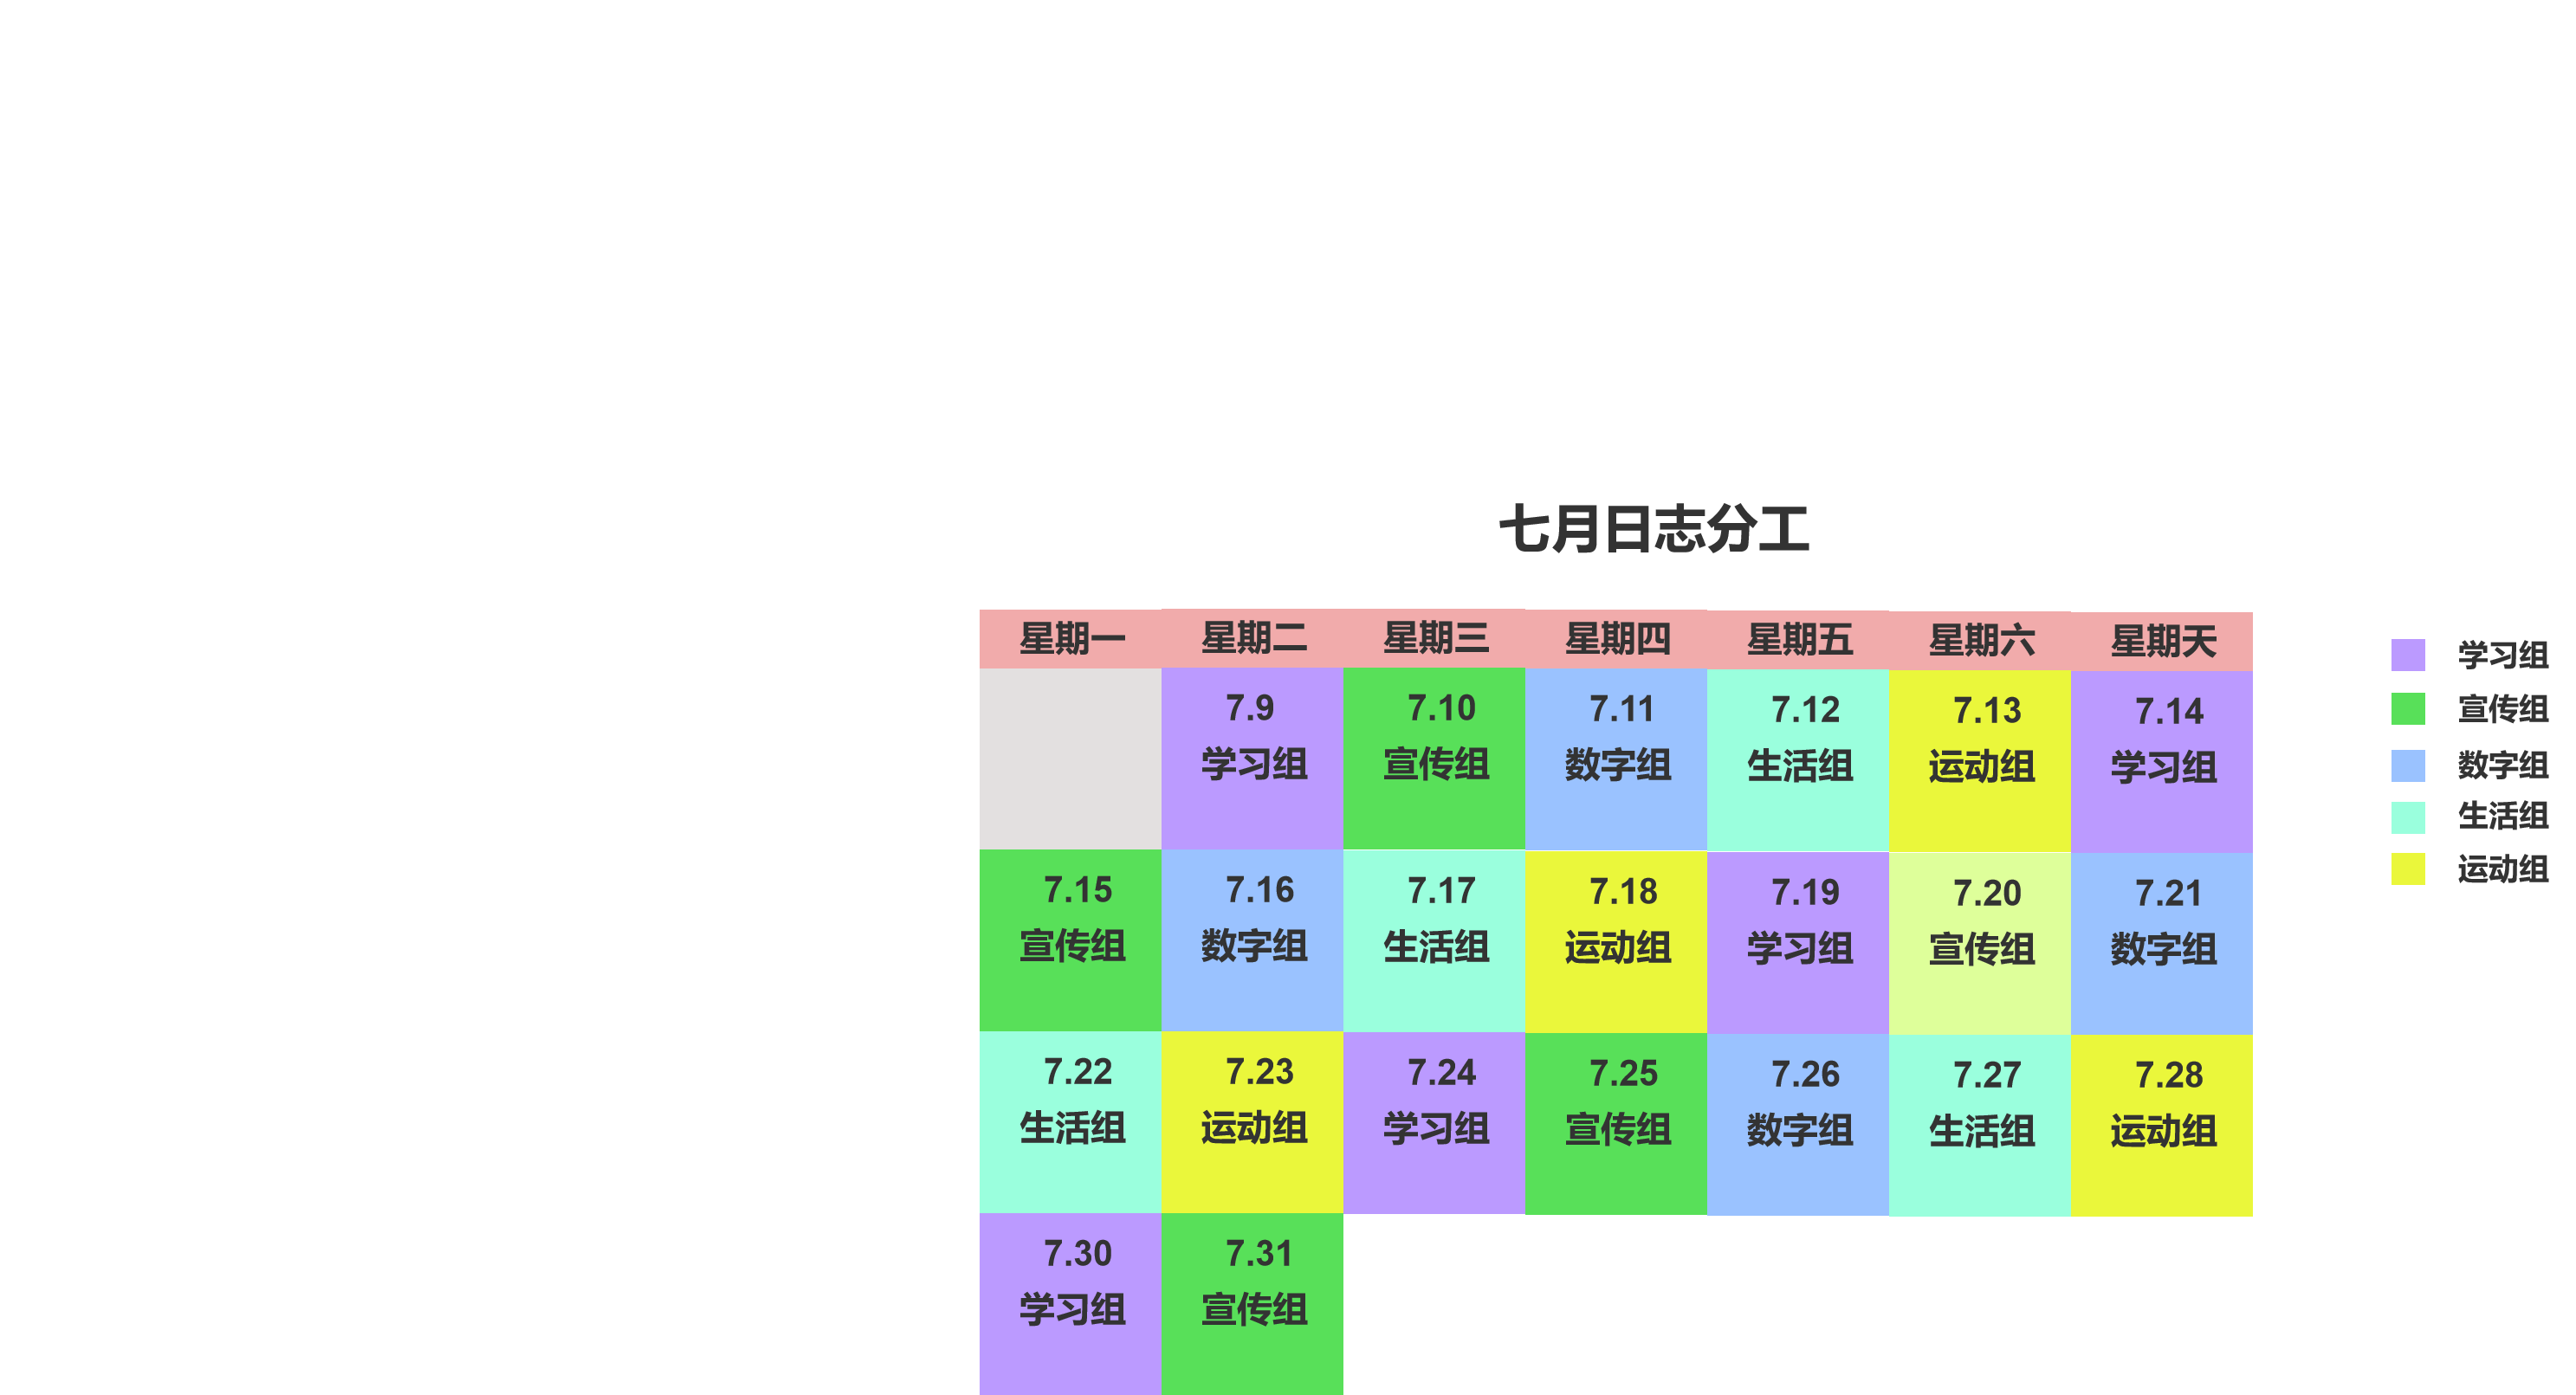 七月日志分工
星期一 星期二 星期三 星期四 星期五 星期六 星期天
7.9 7.10 7.11 7.12 7.13 7.14
学习组 宣传组 数字组 生活组 运动组 学习组
7.15 7.16 7.17 7.18 7.19 7.20 7.21
宣传组 数字组 生活组 运动组 学习组 宣传组 数字组
7.22 7.23 7.24 7.25 7.26 7.27 7.28
生活组 运动组 学习组 宣传组 数字组 生活组 运动组
7.30 7.31
学习组 宣传组
学习组
宣传组
数字组
生活组
运动组